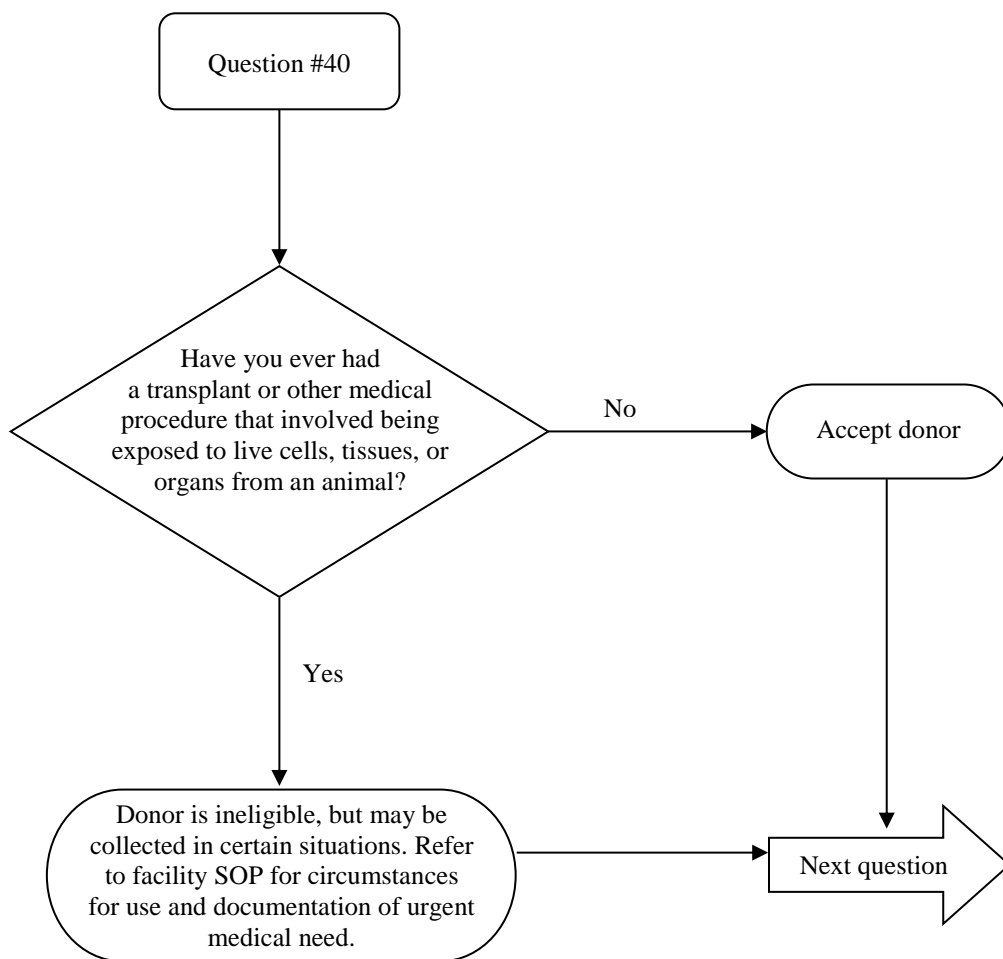 Question #40
Have you ever had
a transplant or other medical
procedure that involved being
exposed to live cells, tissues, or
organs from an animal?
No
Accept donor
Yes
Donor is ineligible, but may be
collected in certain situations. Refer
to facility SOP for circumstances
for use and documentation of urgent
medical need.
Next question